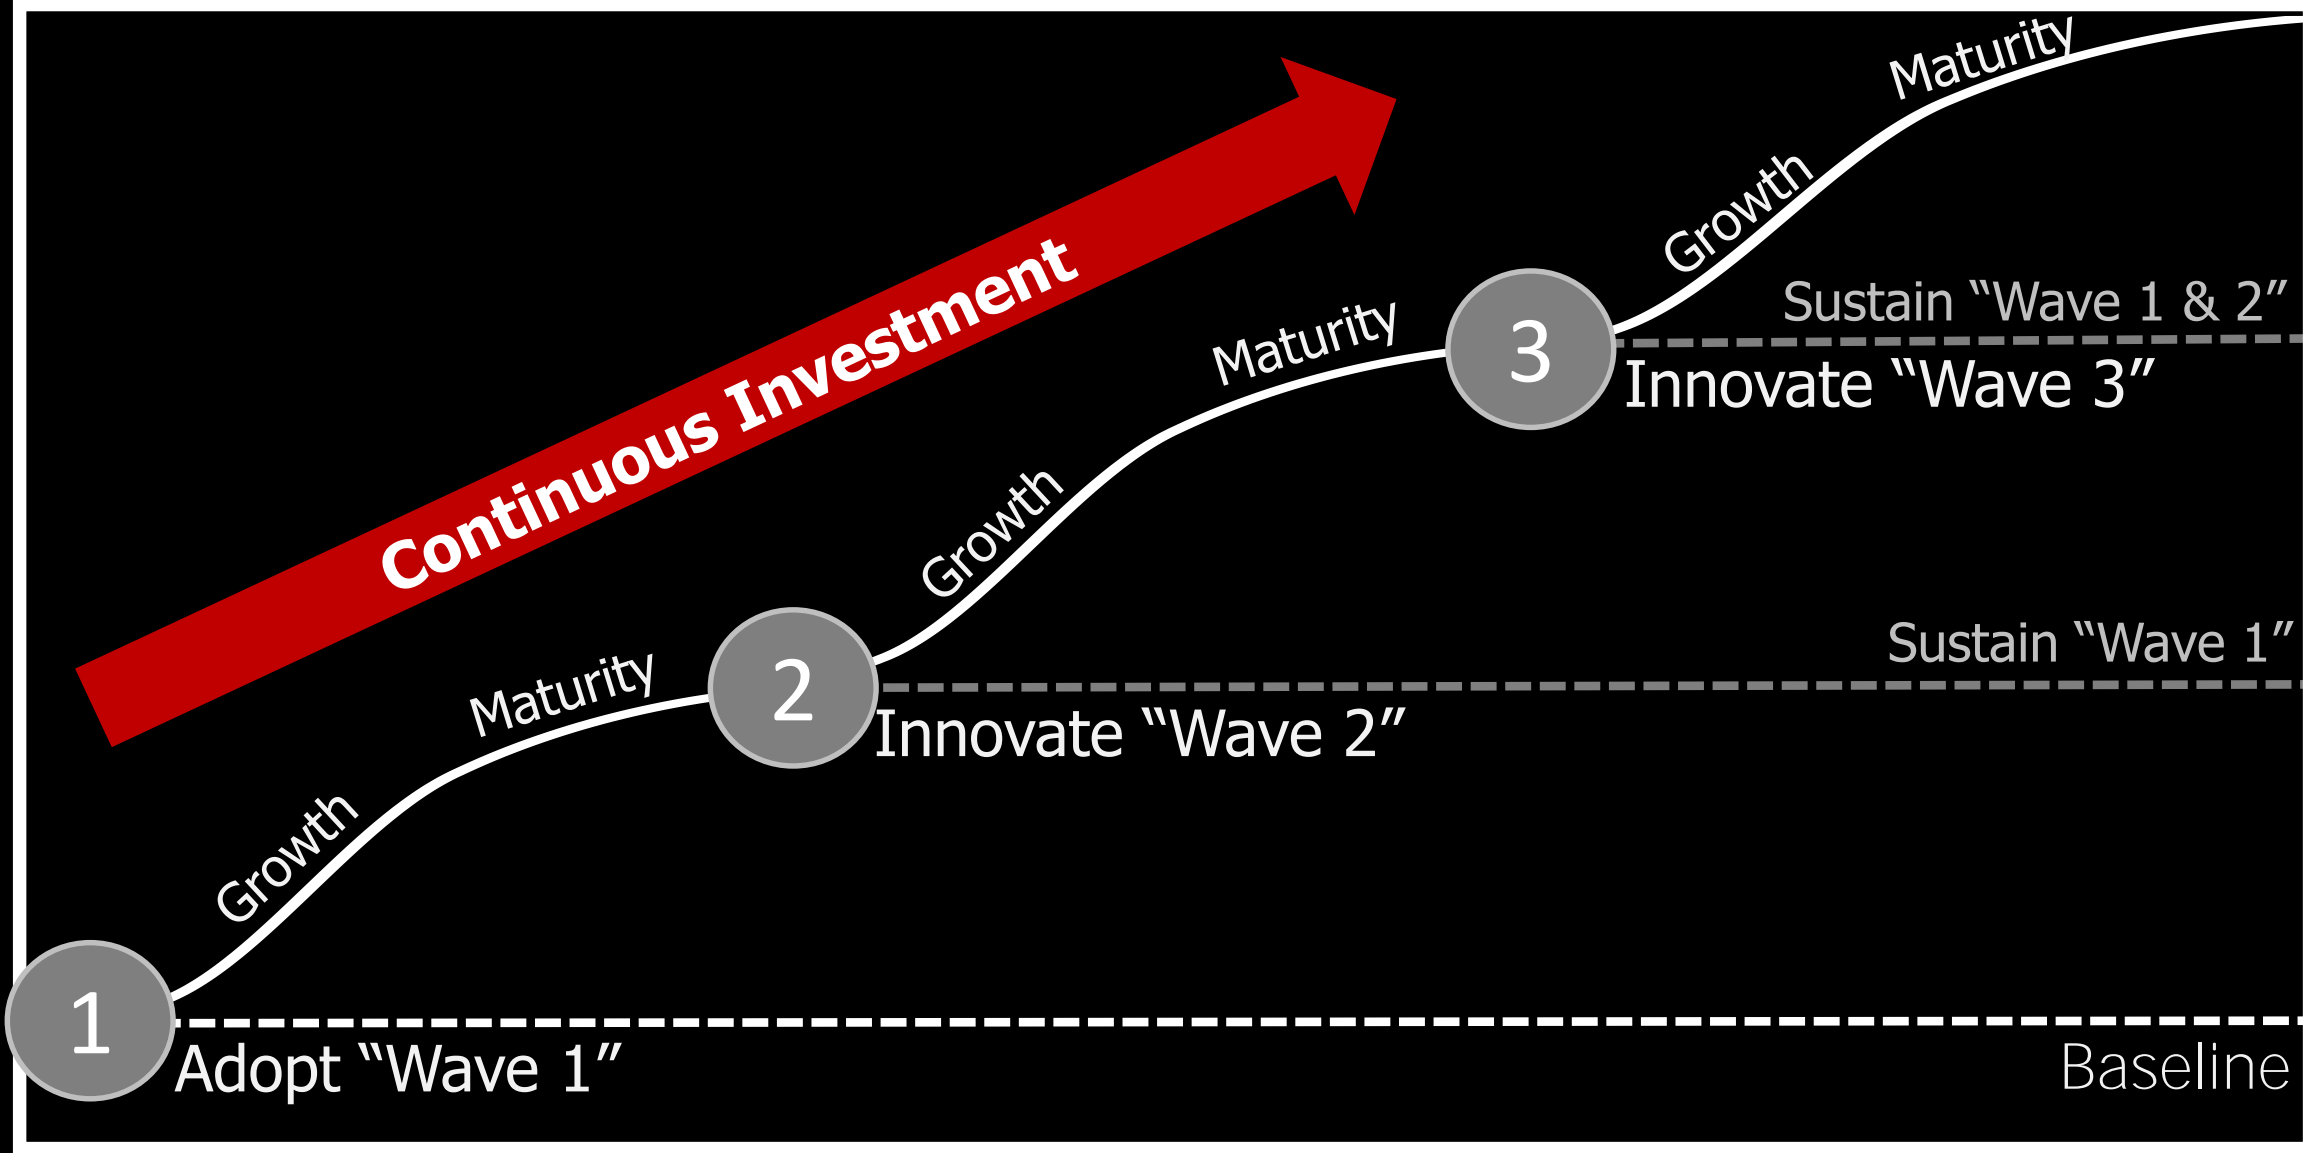 Maturity
Growth
Continuous Investment
Sustain “Wave 1 & 2”
Maturity
3
Innovate “Wave 3”
Growth
Sustain “Wave 1”
Maturity
2
Innovate “Wave 2”
Growth
1
Adopt “Wave 1”
Baseline